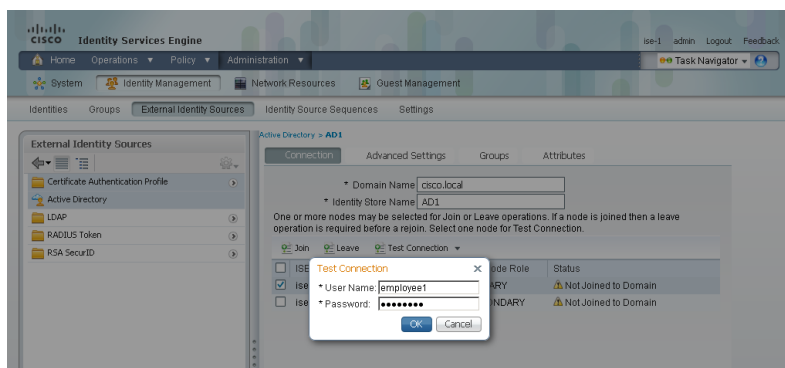 CISCO Identity Services Engine
ise-1 admin Logout Feedback
Home Operations ▼ Policy ▼ Administration ▼
Task Navigator ▼
System Identity Management Network Resources Guest Management
Identities Groups External Identity Sources Identity Source Sequences Settings
External Identity Sources
Certificate Authentication Profile
Active Directory
LDAP
RADIUS Token
RSA SecurID
Active Directory > AD1
Connection Advanced Settings Groups Attributes
* Domain Name cisco.local
* Identity Store Name AD1
One or more nodes may be selected for Join or Leave operations. If a node is joined then a leave
operation is required before a rejoin. Select one node for Test Connection.
Join Leave Test Connection ▼
ISE ode Role Status
ise ARY Not Joined to Domain
ise ONDARY Not Joined to Domain
Test Connection
* User Name: employee1
* Password: ••••••••
OK Cancel